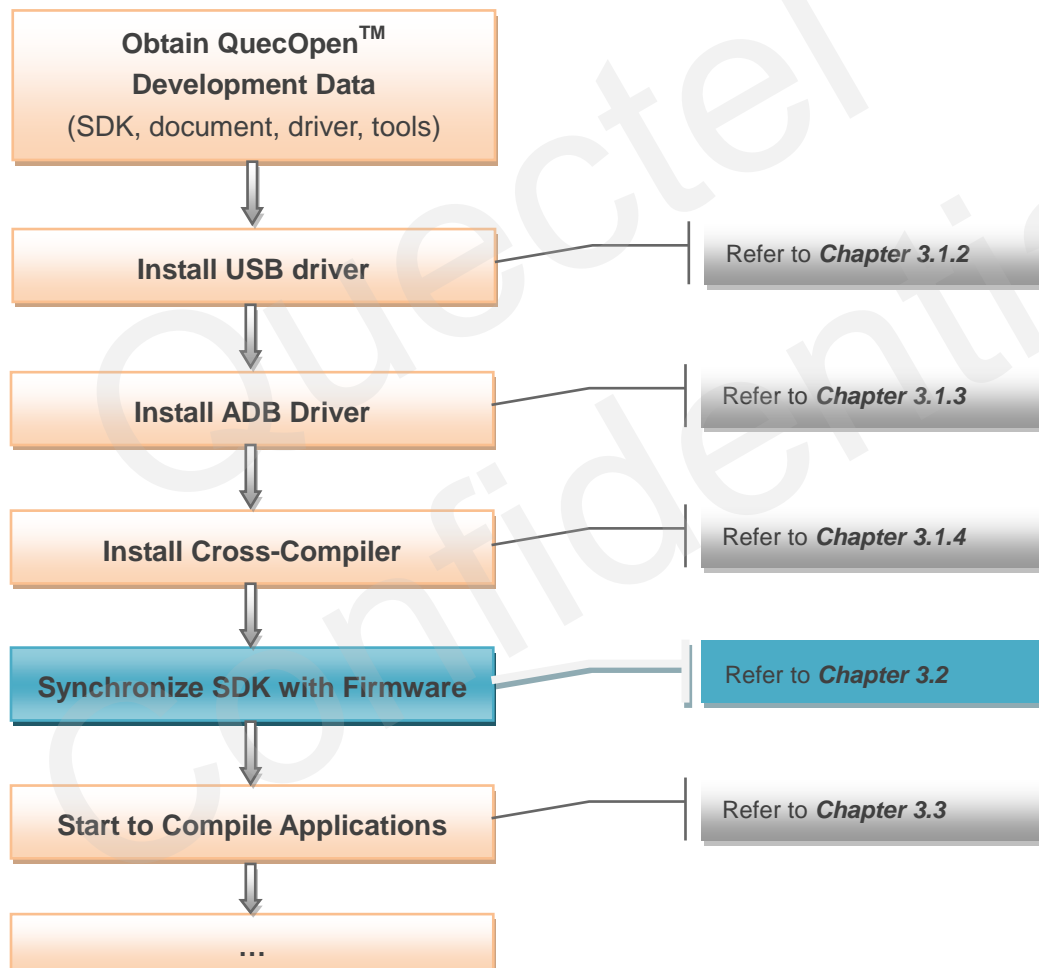 Obtain QuecOpen™
Development Data
(SDK, document, driver, tools)
Install USB driver
Refer to Chapter 3.1.2
Install ADB Driver
Refer to Chapter 3.1.3
Install Cross-Compiler
Refer to Chapter 3.1.4
Synchronize SDK with Firmware
Refer to Chapter 3.2
Start to Compile Applications
Refer to Chapter 3.3
...
Quectel
Confidenti